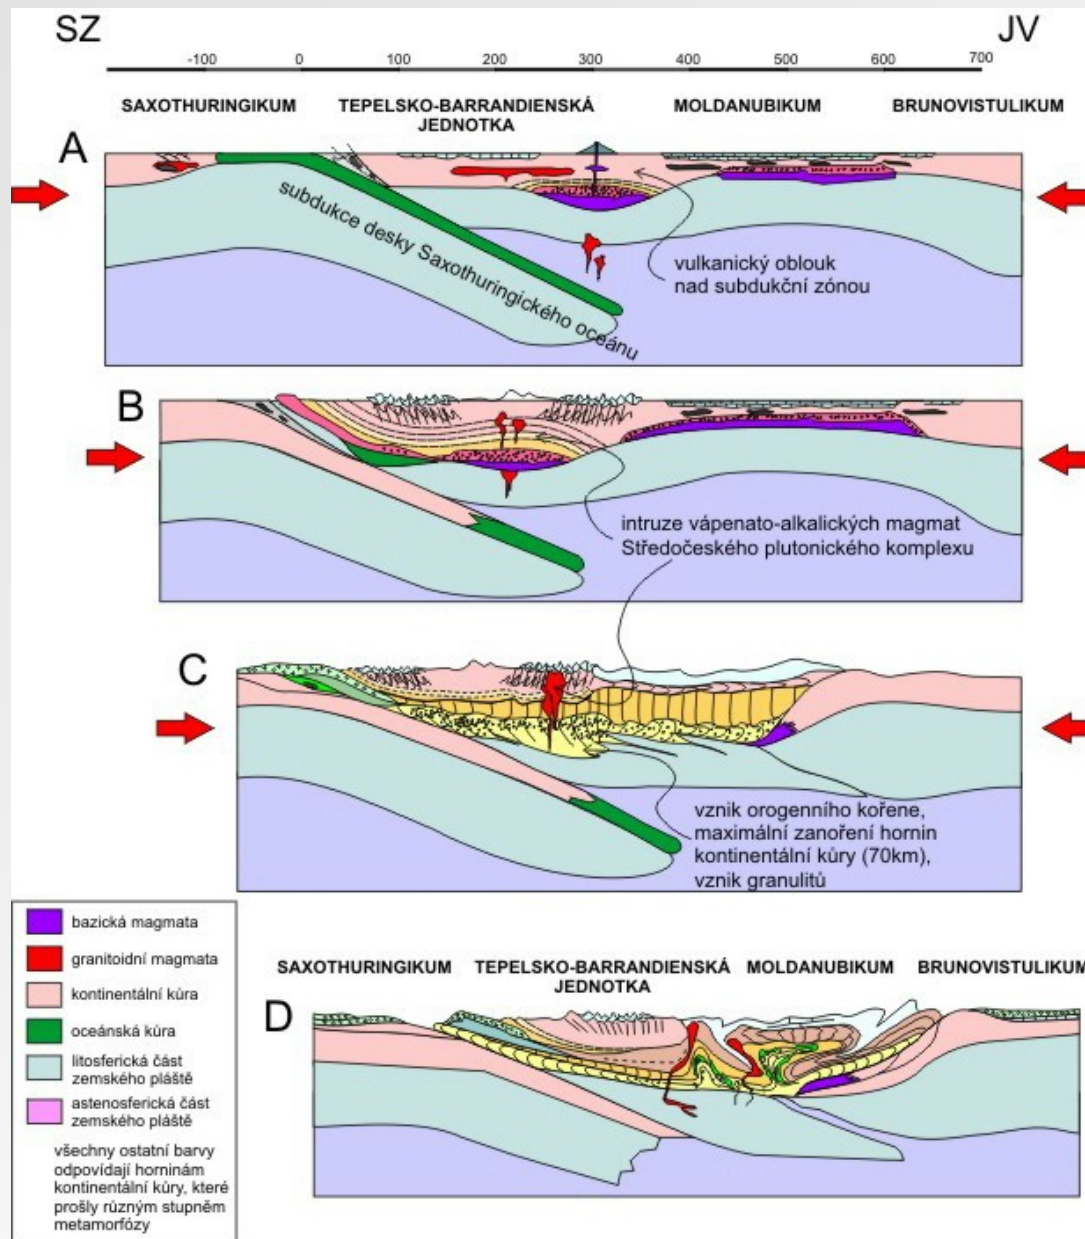 SZ JV
-100 0 100 200 300 400 500 600 700
SAXOTHURINGIKUM TEPELSKO-BARRANDIENSKÁ MOLDANUBIKUM BRUNOVISTULIKUM
JEDNOTKA
A
subdukce desky Saxothuringického oceánu
vulkanický oblouk
nad subdukční zónou
B
intruze vápenato-alkalických magmat
Středočeského plutonického komplexu
C
vznik orogenního kořene,
maximální zanoření hornin
kontinentální kůry (70km),
vznik granulitů
bazická magmata
granitoidní magmata
kontinentální kůra
oceánská kůra
litosferická část
zemského pláště
astenosferická část
zemského pláště
všechny ostatní barvy
odpovídají horninám
kontinentální kůry, které
prošly různým stupněm
metamorfózy
SAXOTHURINGIKUM TEPELSKO-BARRANDIENSKÁ MOLDANUBIKUM BRUNOVISTULIKUM
JEDNOTKA
D